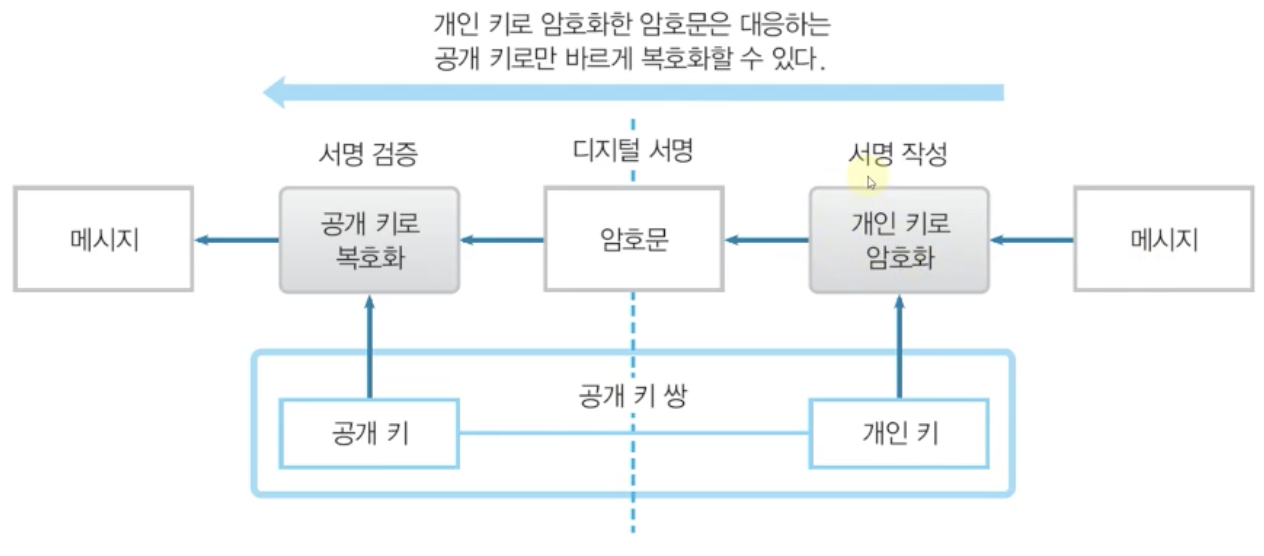 개인 키로 암호화한 암호문은 대응하는
공개 키로만 바르게 복호화할 수 있다.
서명 검증
디지털 서명
서명 작성
메시지
공개 키로
복호화
암호문
개인 키로
암호화
메시지
공개 키 쌍
공개 키
개인 키